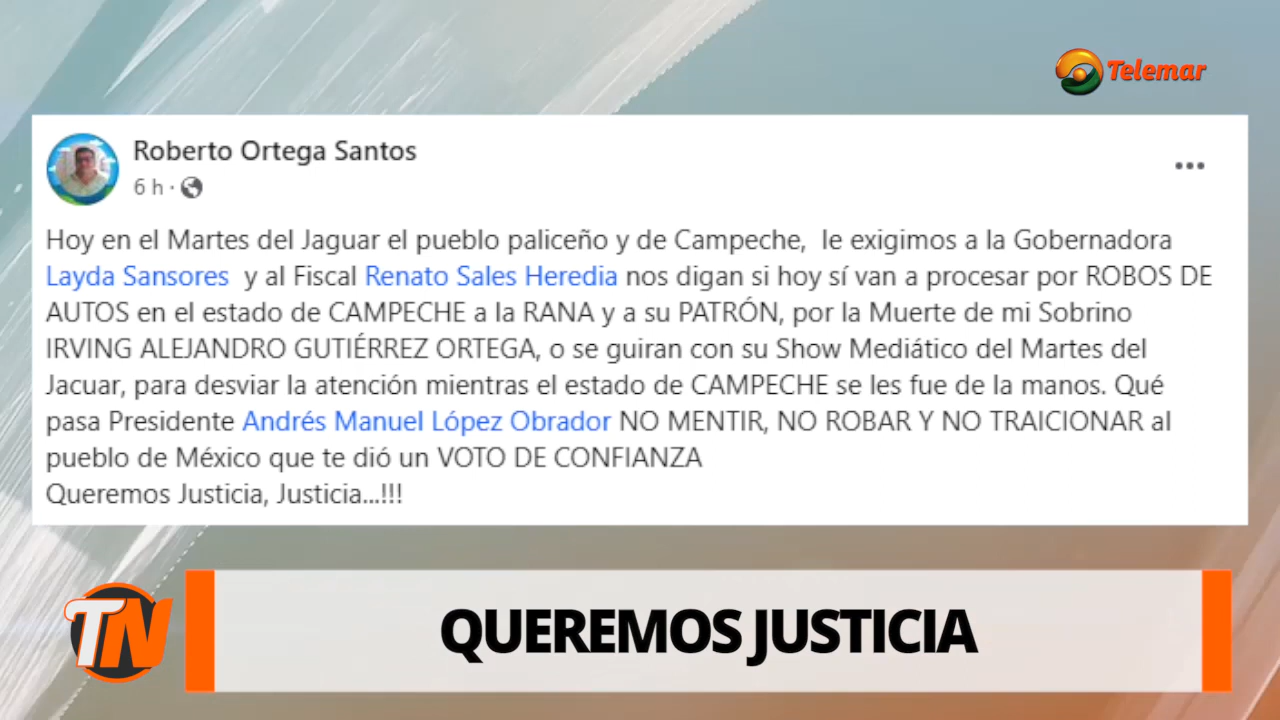 Telemar
Roberto Ortega Santos
6 h ·
Hoy en el Martes del Jaguar el pueblo paliceño y de Campeche,  le exigimos a la Gobernadora
Layda Sansores  y al Fiscal Renato Sales Heredia nos digan si hoy sí van a procesar por ROBOS DE
AUTOS en el estado de CAMPECHE a la RANA y a su PATRÓN, por la Muerte de mi Sobrino
IRVING ALEJANDRO GUTIÉRREZ ORTEGA, o se guiran con su Show Mediático del Martes del
Jacuar, para desviar la atención mientras el estado de CAMPECHE se les fue de la manos. Qué
pasa Presidente Andrés Manuel López Obrador NO MENTIR, NO ROBAR Y NO TRAICIONAR al
pueblo de México que te dió un VOTO DE CONFIANZA
Queremos Justicia, Justicia...!!!
TN
QUEREMOS JUSTICIA